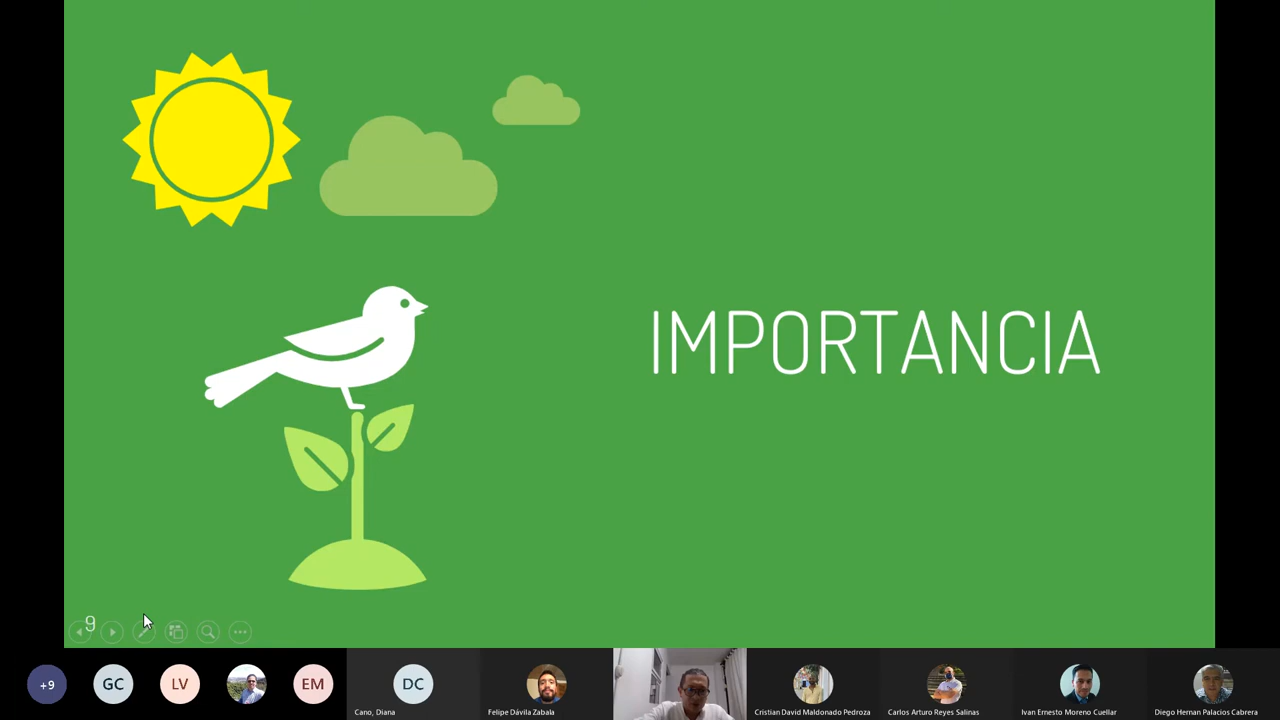 IMPORTANCIA
9
+9
GC
LV
EM
DC
Cano, Diana
Felipe Dávila Zabala
Cristian David Maldonado Pedroza
Carlos Arturo Reyes Salinas
Ivan Ernesto Moreno Cuellar
Diego Hernan Palacios Cabrera